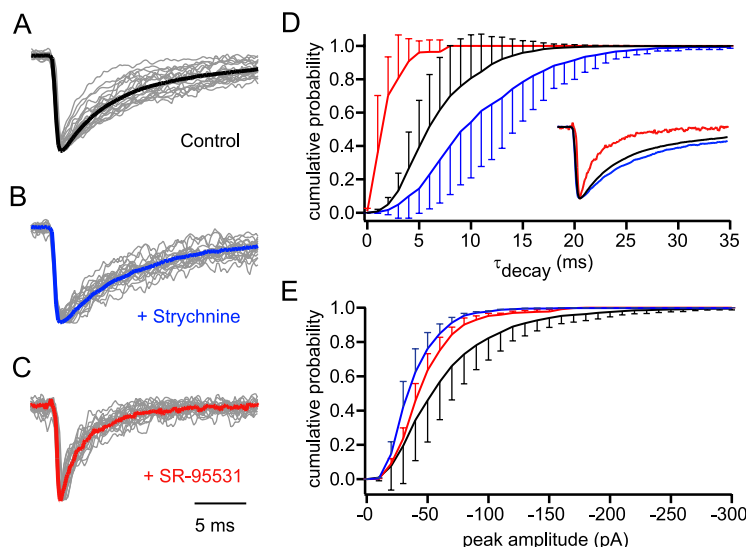 A
Control
B
+ Strychnine
C
+ SR-95531
5 ms
D
cumulative probability
1.0
0.8
0.6
0.4
0.2
0.0
0 5 10 15 20 25 30 35
τdecay (ms)
E
cumulative probability
1.0
0.8
0.6
0.4
0.2
0.0
-0 -50 -100 -150 -200 -250 -300
peak amplitude (pA)